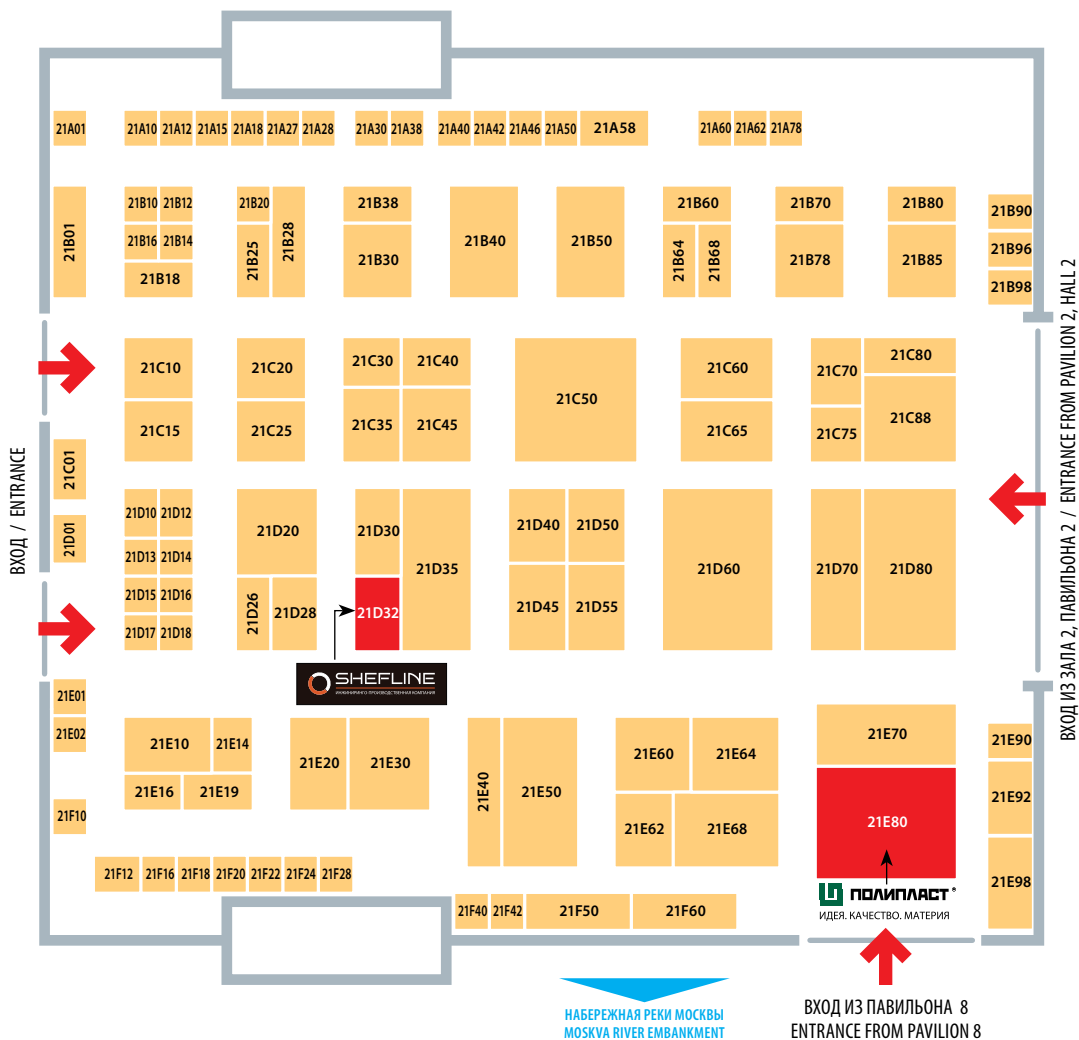 21A01
21A10 21A12 21A15 21A18 21A27 21A28
21A30 21A38
21A40 21A42 21A46 21A50 21A58
21A60 21A62 21A78
21B01
21B10 21B12
21B16 21B14
21B18
21B20
21B25
21B28
21B38
21B30
21B40
21B50
21B60
21B64
21B68
21B70
21B78
21B80
21B85
21B90
21B96
21B98
21C10
21C15
21C20
21C25
21C30
21C40
21C35
21C45
21C50
21C60
21C65
21C70
21C75
21C80
21C88
21C01
21D01
21D10 21D12
21D13 21D14
21D15 21D16
21D17 21D18
21D20
21D26
21D28
21D30
21D32
21D35
21D40 21D50
21D45 21D55
21D60
21D70
21D80
SHEFLINE
ИНЖИНИРИНГО-ПРОИЗВОДСТВЕННАЯ КОМПАНИЯ
21E01
21E02
21E10
21E14
21E16
21E19
21E20
21E30
21E40
21E50
21E60
21E64
21E62
21E68
21E70
21E80
ПОЛИПЛАСТ®
ИДЕЯ. КАЧЕСТВО. МАТЕРИЯ
21E90
21E92
21E98
21F10
21F12 21F16 21F18 21F20 21F22 21F24 21F28
21F40 21F42 21F50 21F60
ВХОД / ENTRANCE
ВХОД ИЗ ЗАЛА 2, ПАВИЛЬОНА 2 / ENTRANCE FROM PAVILION 2, HALL 2
НАБЕРЕЖНАЯ РЕКИ МОСКВЫ
MOSKVA RIVER EMBANKMENT
ВХОД ИЗ ПАВИЛЬОНА 8
ENTRANCE FROM PAVILION 8